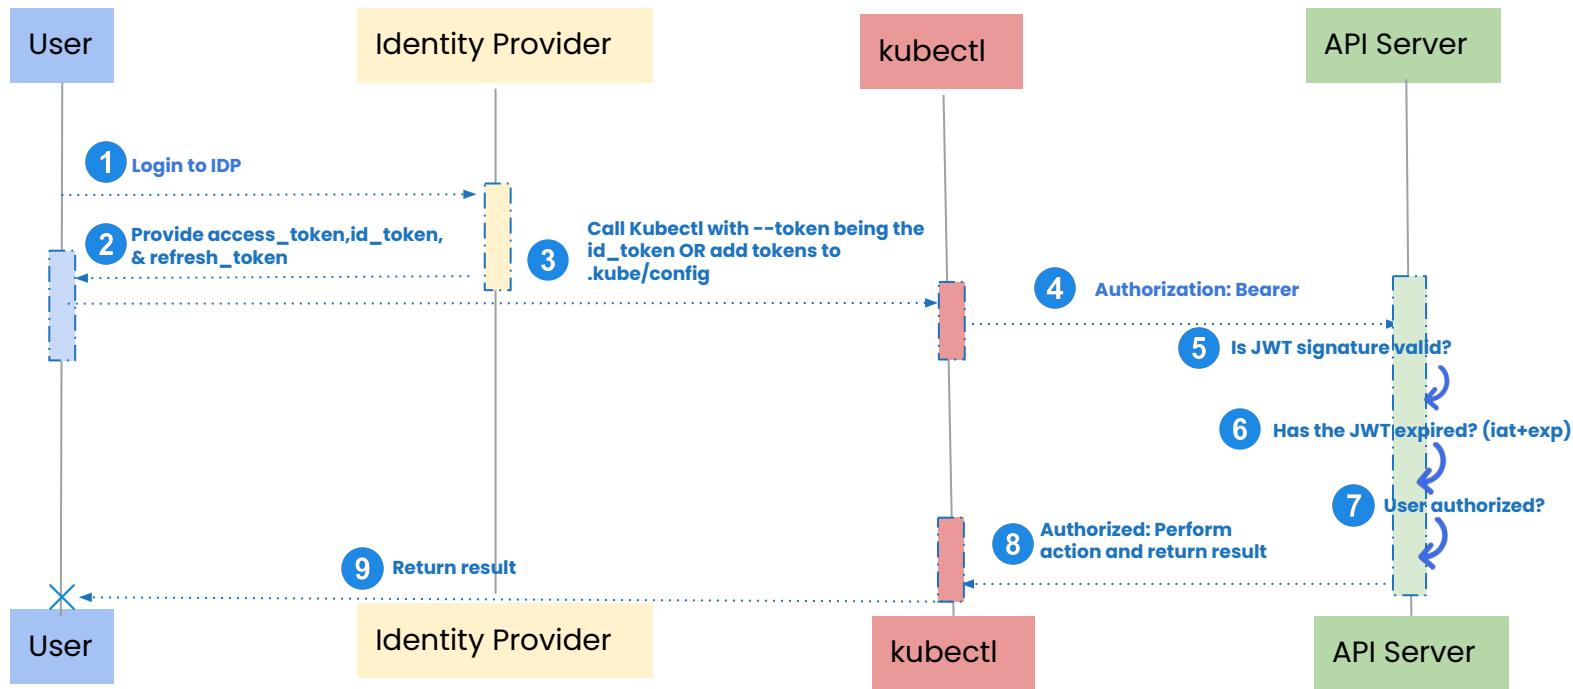 User
Identity Provider
kubectl
API Server
1
Login to IDP
2
Provide access_token,id_token,
& refresh_token
3
Call Kubectl with --token being the
id_token OR add tokens to
.kube/config
4
Authorization: Bearer
5
Is JWT signature valid?
6
Has the JWT expired? (iat+exp)
7
User authorized?
8
Authorized: Perform
action and return result
9
Return result
User
Identity Provider
kubectl
API Server